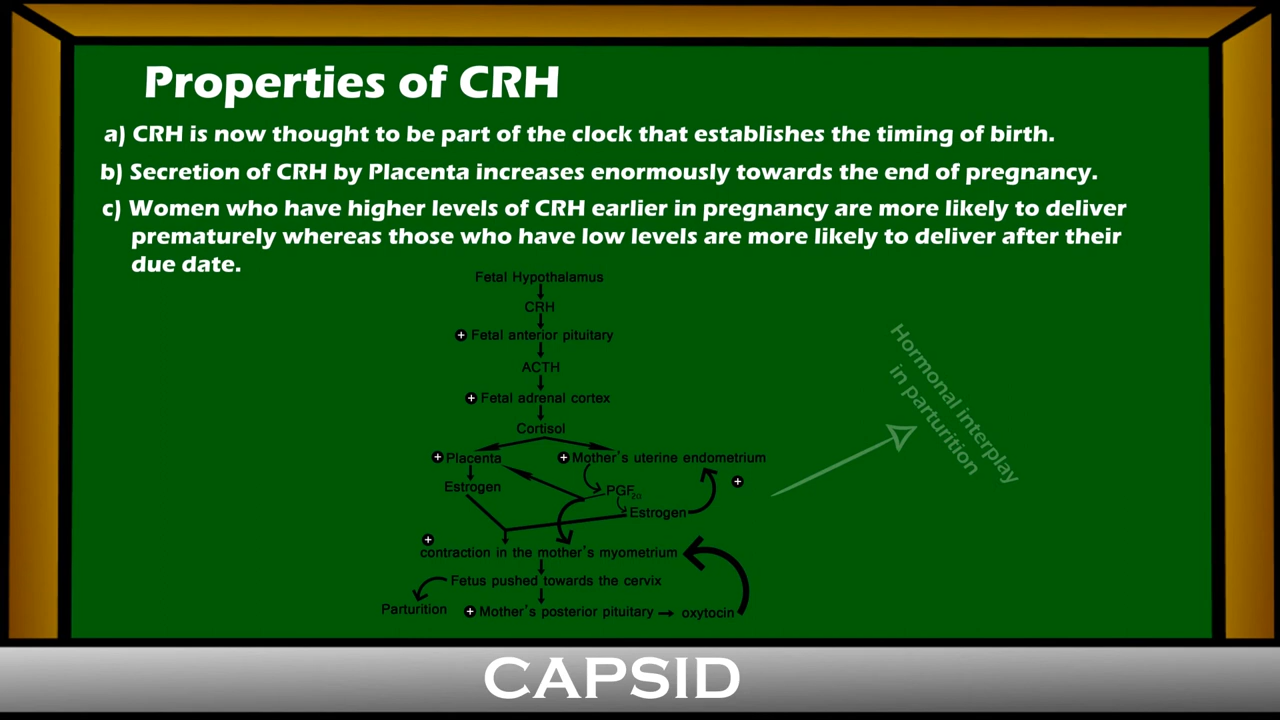 Properties of CRH
a) CRH is now thought to be part of the clock that establishes the timing of birth.
b) Secretion of CRH by Placenta increases enormously towards the end of pregnancy.
c) Women who have higher levels of CRH earlier in pregnancy are more likely to deliver
prematurely whereas those who have low levels are more likely to deliver after their
due date.
Fetal Hypothalamus
CRH
+ Fetal anterior pituitary
ACTH
+ Fetal adrenal cortex
Cortisol
+ Placenta
+ Mother's uterine endometrium
Estrogen
PGF2α
+
Estrogen
+
contraction in the mother's myometrium
Fetus pushed towards the cervix
Parturition
+ Mother's posterior pituitary → oxytocin
Hormonal interplay
in parturition
CAPSID